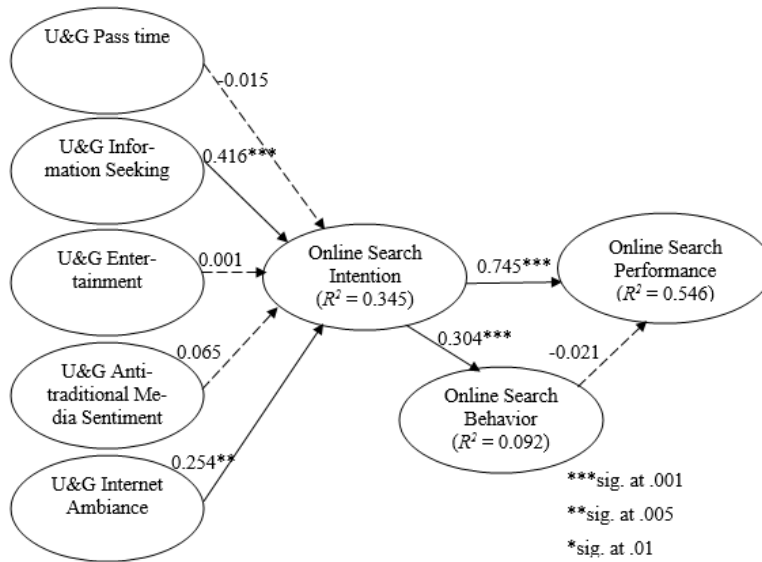 U&G Pass time
-0.015
U&G Infor-
mation Seeking
0.416***
U&G Enter-
tainment
0.001
Online Search
Intention
(R² = 0.345)
0.745***
Online Search
Performance
(R² = 0.546)
0.065
U&G Anti-
traditional Me-
dia Sentiment
0.304***
-0.021
Online Search
Behavior
(R² = 0.092)
0.254**
U&G Internet
Ambiance
***sig. at .001
**sig. at .005
*sig. at .01